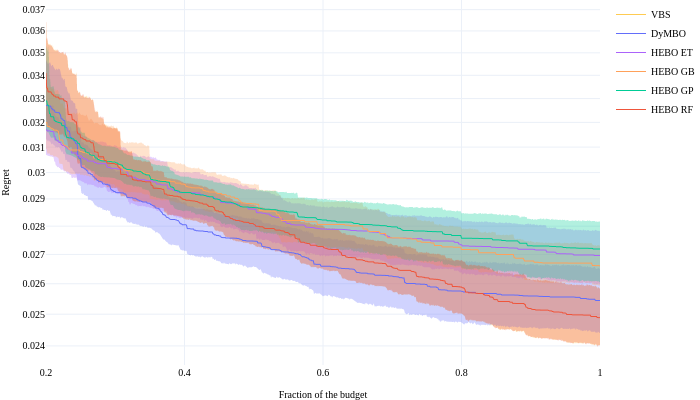 0.037
0.036
0.035
0.034
0.033
0.032
0.031
0.03
0.029
0.028
0.027
0.026
0.025
0.024
Regret
0.2
0.4
0.6
0.8
1
Fraction of the budget
VBS
DyMBO
HEBO ET
HEBO GB
HEBO GP
HEBO RF